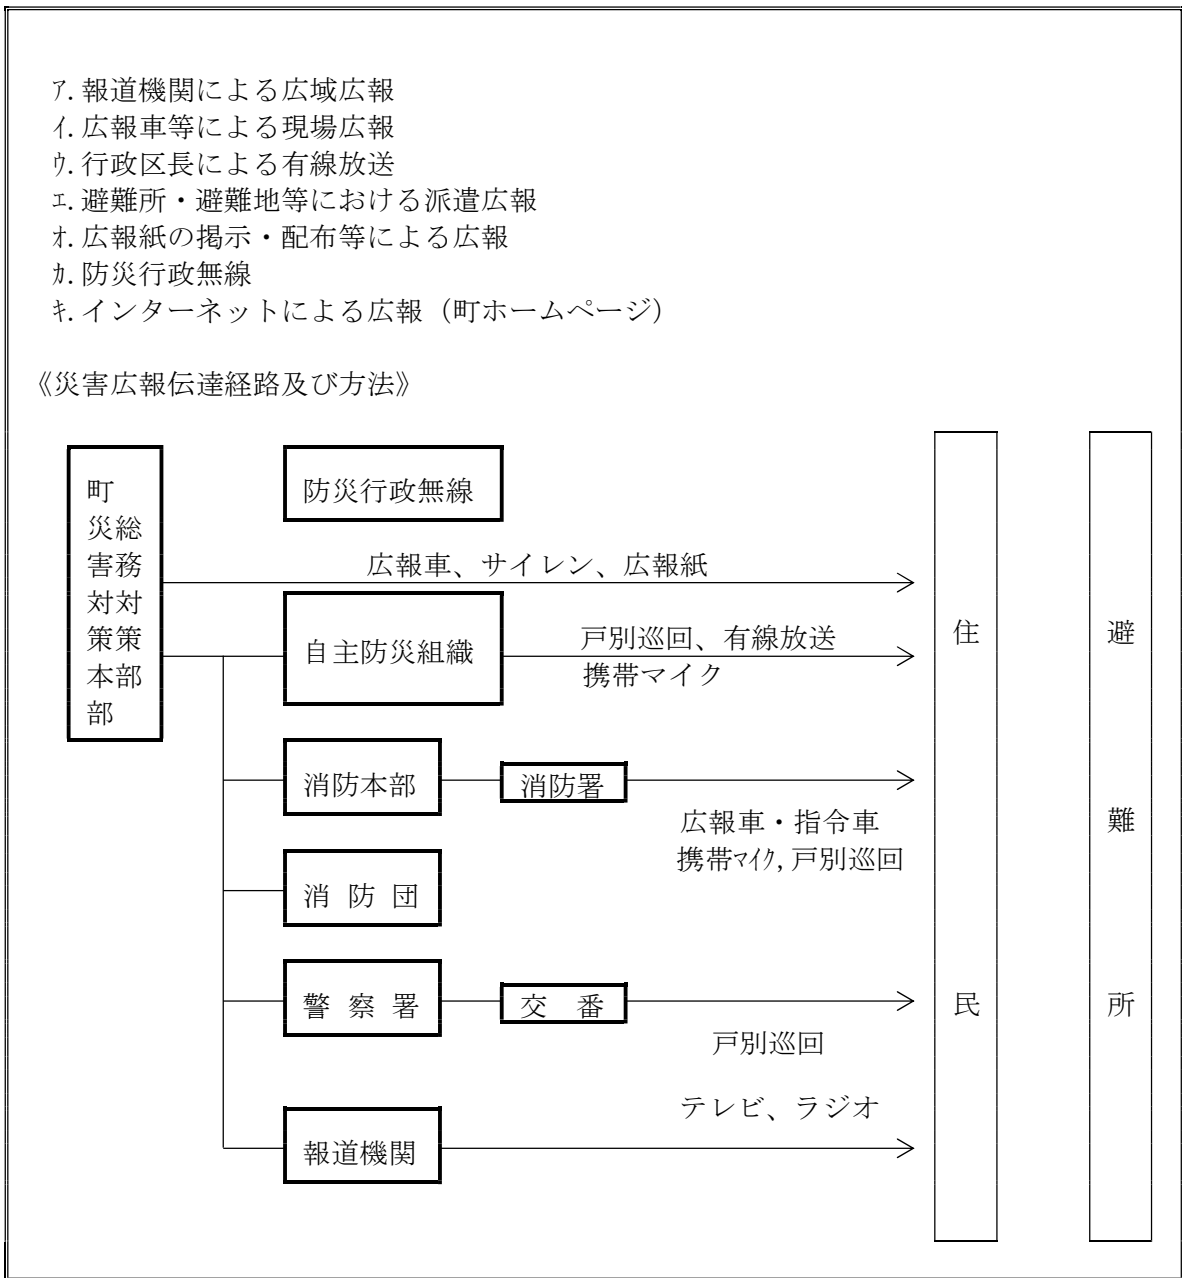 ｱ.報道機関による広域広報
ｲ.広報車等による現場広報
ｳ.行政区長による有線放送
ｴ.避難所・避難地等における派遣広報
ｵ.広報紙の掲示・配布等による広報
ｶ.防災行政無線
ｷ.インターネットによる広報（町ホームページ）
《災害広報伝達経路及び方法》
町災害対策本部
総務対策部
防災行政無線
広報車、サイレン、広報紙
自主防災組織
戸別巡回、有線放送
携帯マイク
消防本部
消防署
広報車・指令車
携帯ﾏｲｸ,戸別巡回
消防団
警察署
交番
戸別巡回
テレビ、ラジオ
報道機関
住民
避難所